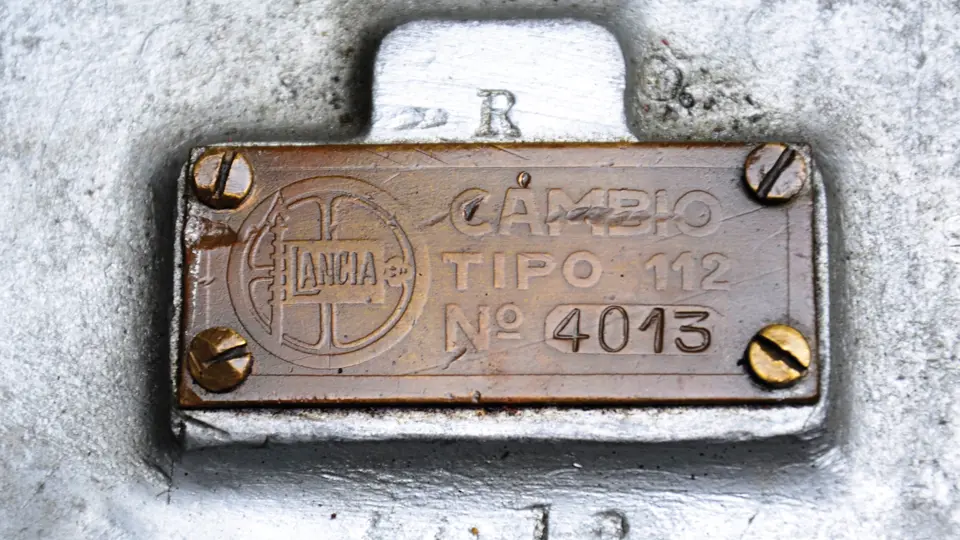 R
LANCIA
CAMBIO
TIPO 112
Nº 4013